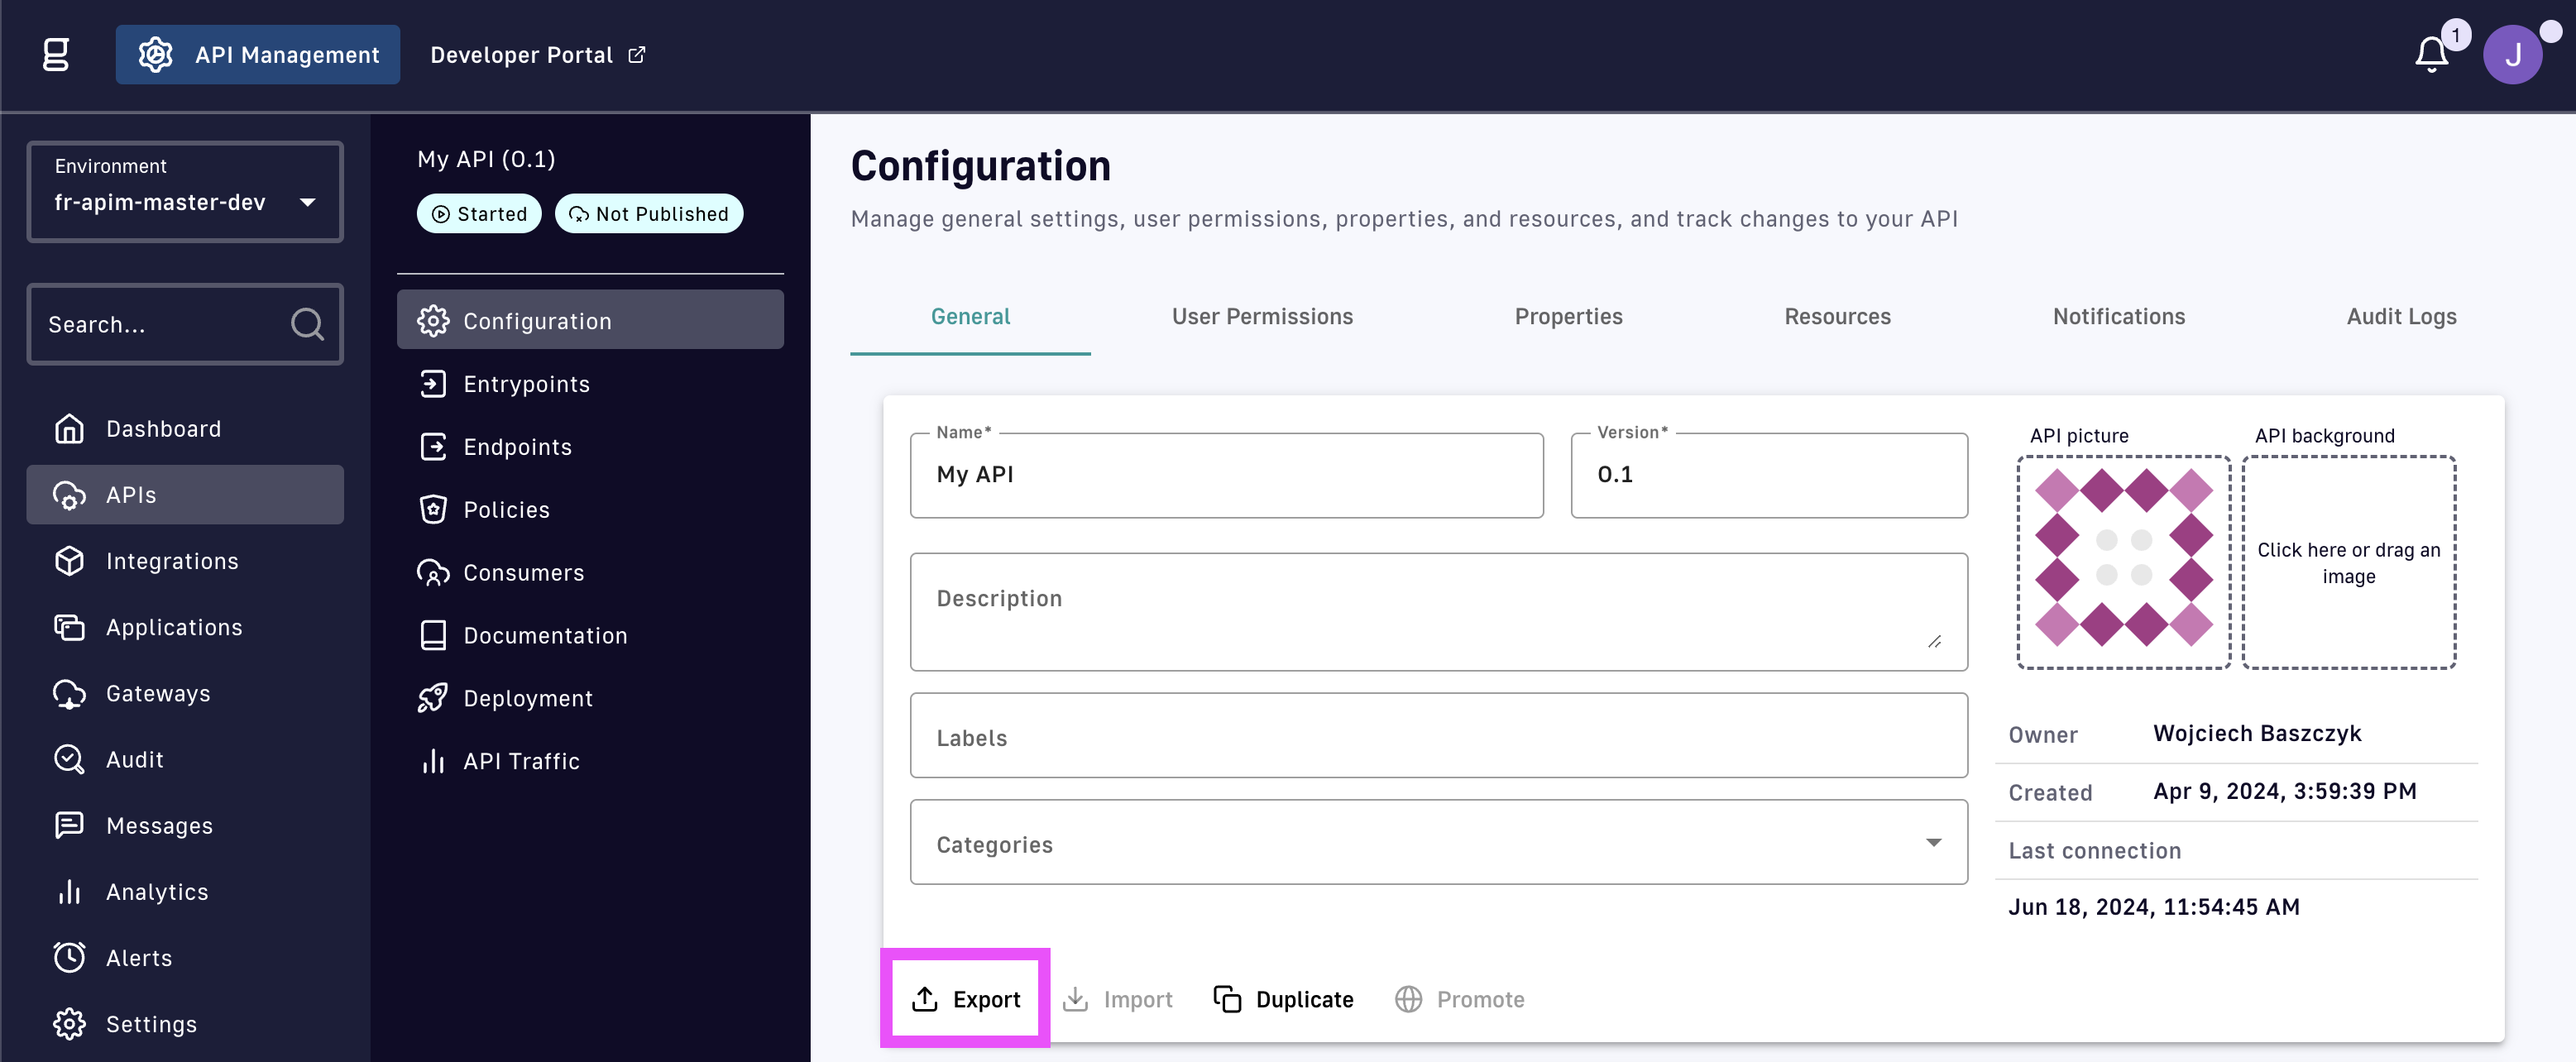 g
API Management
Developer Portal
1
J
Environment
fr-apim-master-dev
Search...
Dashboard
APIs
Integrations
Applications
Gateways
Audit
Messages
Analytics
Alerts
Settings
My API (0.1)
Started
Not Published
Configuration
Entrypoints
Endpoints
Policies
Consumers
Documentation
Deployment
API Traffic
Configuration
Manage general settings, user permissions, properties, and resources, and track changes to your API
General
User Permissions
Properties
Resources
Notifications
Audit Logs
Name*
My API
Version*
0.1
Description
Labels
Categories
API picture
API background
Click here or drag an
image
Owner
Wojciech Baszczyk
Created
Apr 9, 2024, 3:59:39 PM
Last connection
Jun 18, 2024, 11:54:45 AM
Export
Import
Duplicate
Promote